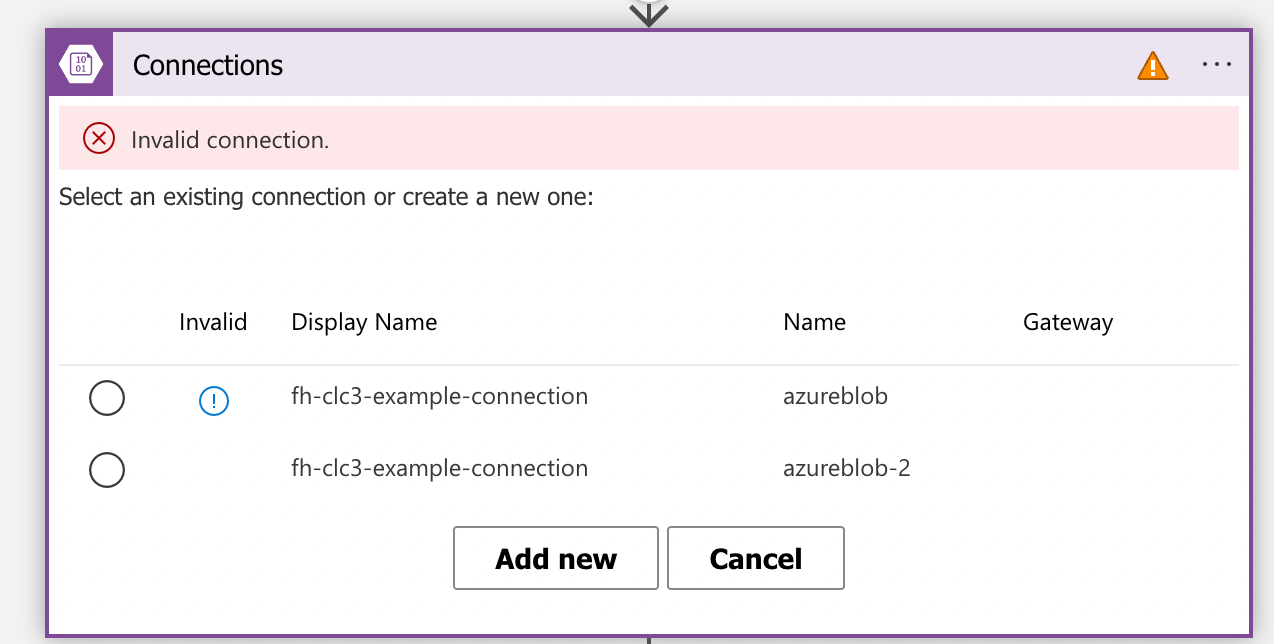 10
01
Connections
Invalid connection.
Select an existing connection or create a new one:
Invalid Display Name Name Gateway
fh-clc3-example-connection azureblob
fh-clc3-example-connection azureblob-2
Add new Cancel